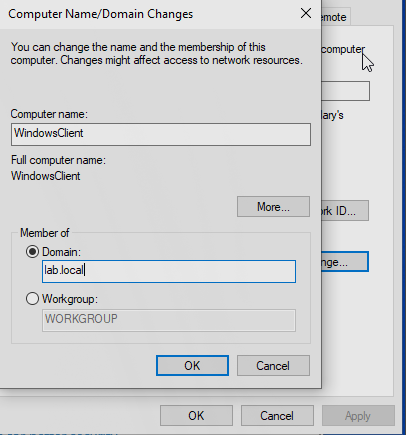 Computer Name/Domain Changes
emote
You can change the name and the membership of this
computer. Changes might affect access to network resources.
computer
Computer name:
WindowsClient
ary's
Full computer name:
WindowsClient
More...
rk ID...
Member of
Domain:
lab.local
nge...
Workgroup:
WORKGROUP
OK
Cancel
OK
Cancel
Apply